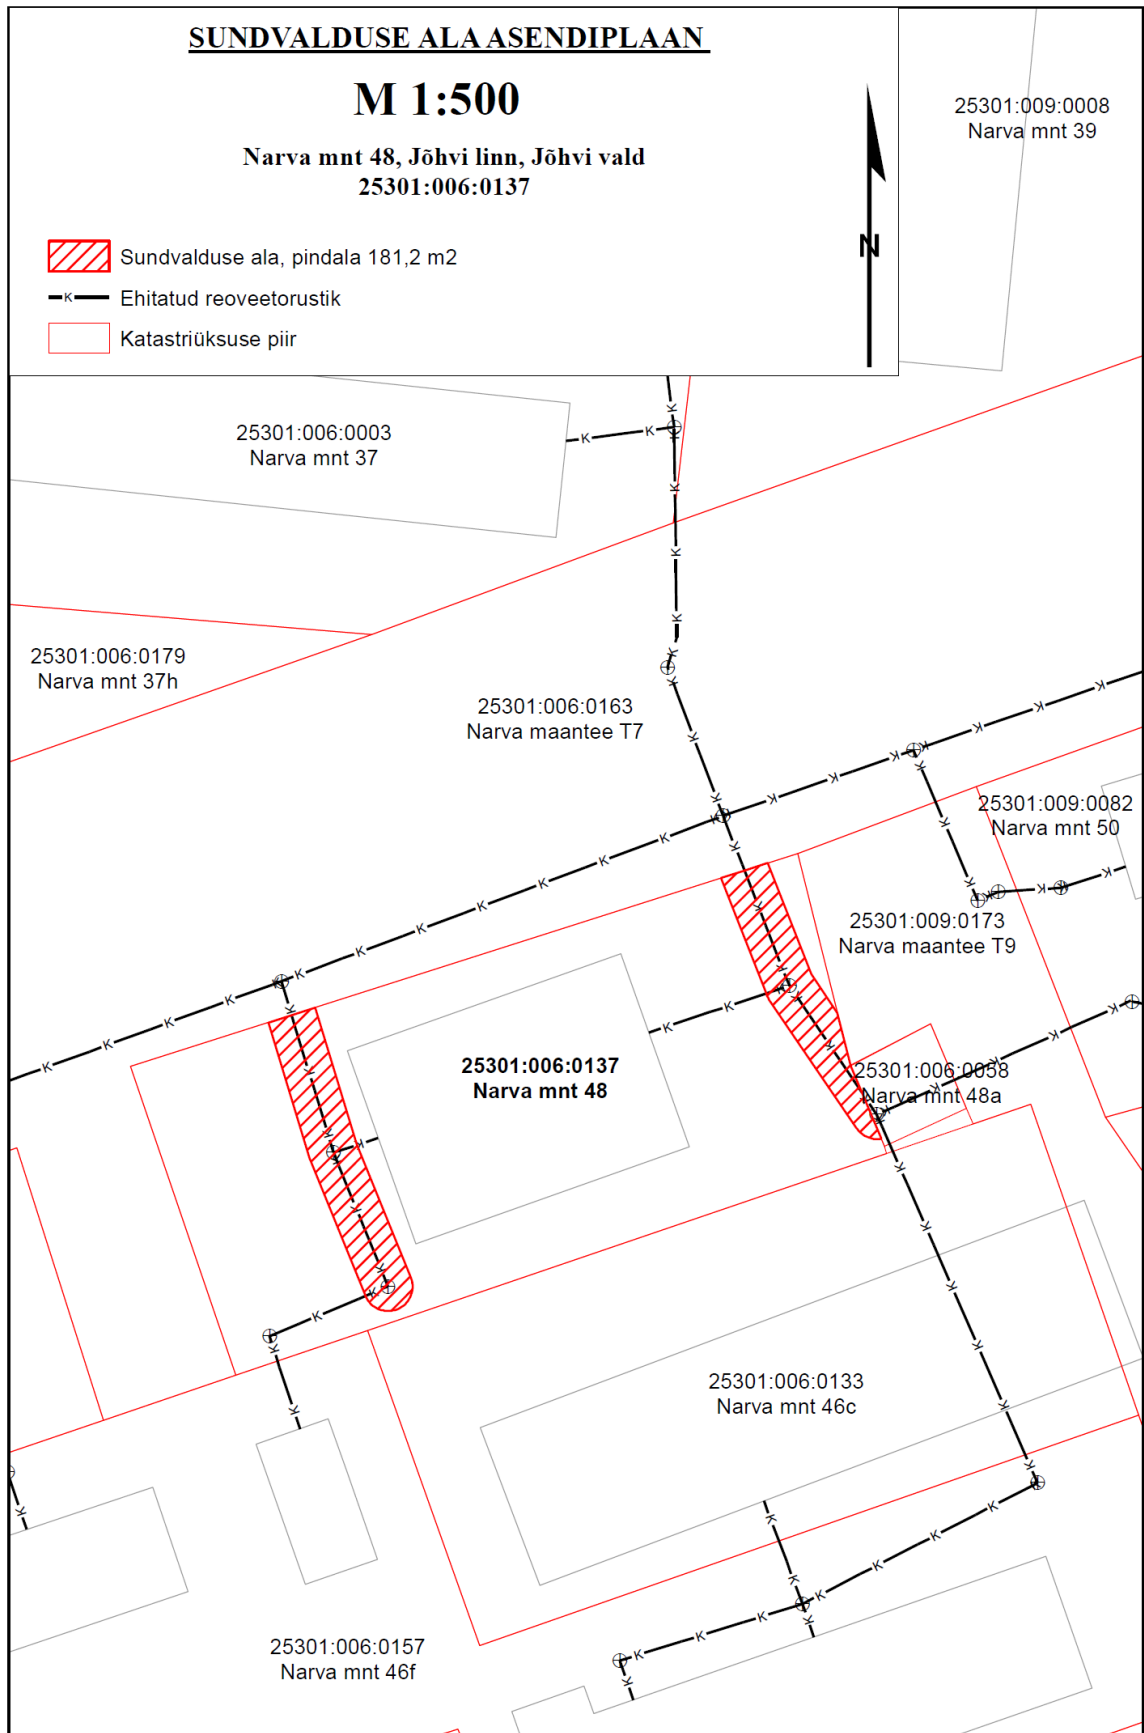 SUNDVALDUSE ALA ASENDIPLAAN
M 1:500
Narva mnt 48, Jõhvi linn, Jõhvi vald
25301:006:0137
Sundvalduse ala, pindala 181,2 m2
K
Ehitatud reoveetorustik
Katastriüksuse piir
N
25301:009:0008
Narva mnt 39
25301:006:0003
Narva mnt 37
25301:006:0179
Narva mnt 37h
25301:006:0163
Narva maantee T7
25301:009:0082
Narva mnt 50
25301:009:0173
Narva maantee T9
25301:006:0137
Narva mnt 48
25301:006:0058
Narva mnt 48a
25301:006:0133
Narva mnt 46c
25301:006:0157
Narva mnt 46f